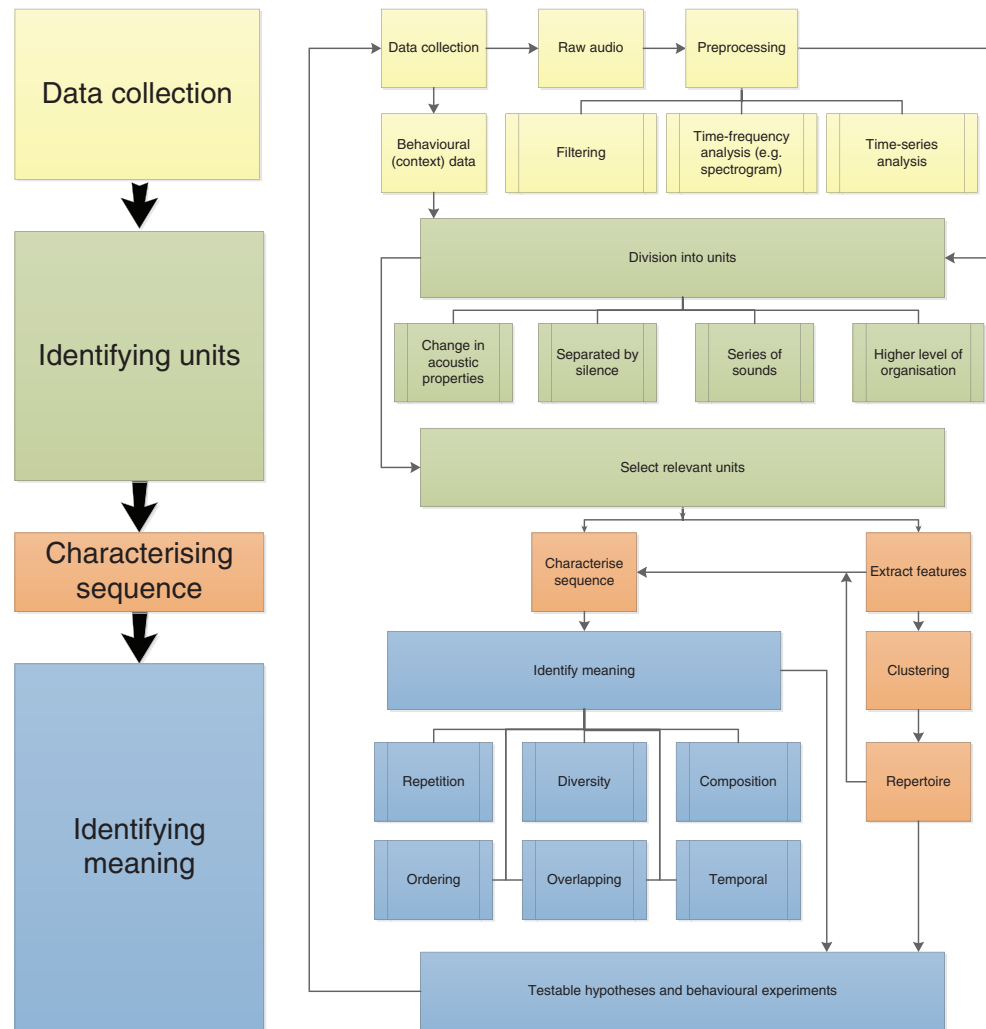 Data collection
Identifying units
Characterising
sequence
Identifying
meaning
Data collection
Raw audio
Preprocessing
Behavioural
(context) data
Filtering
Time-frequency
analysis (e.g.
spectrogram)
Time-series
analysis
Division into units
Change in
acoustic
properties
Separated by
silence
Series of
sounds
Higher level of
organisation
Select relevant units
Characterise
sequence
Extract features
Identify meaning
Clustering
Repetition
Diversity
Composition
Repertoire
Ordering
Overlapping
Temporal
Testable hypotheses and behavioural experiments